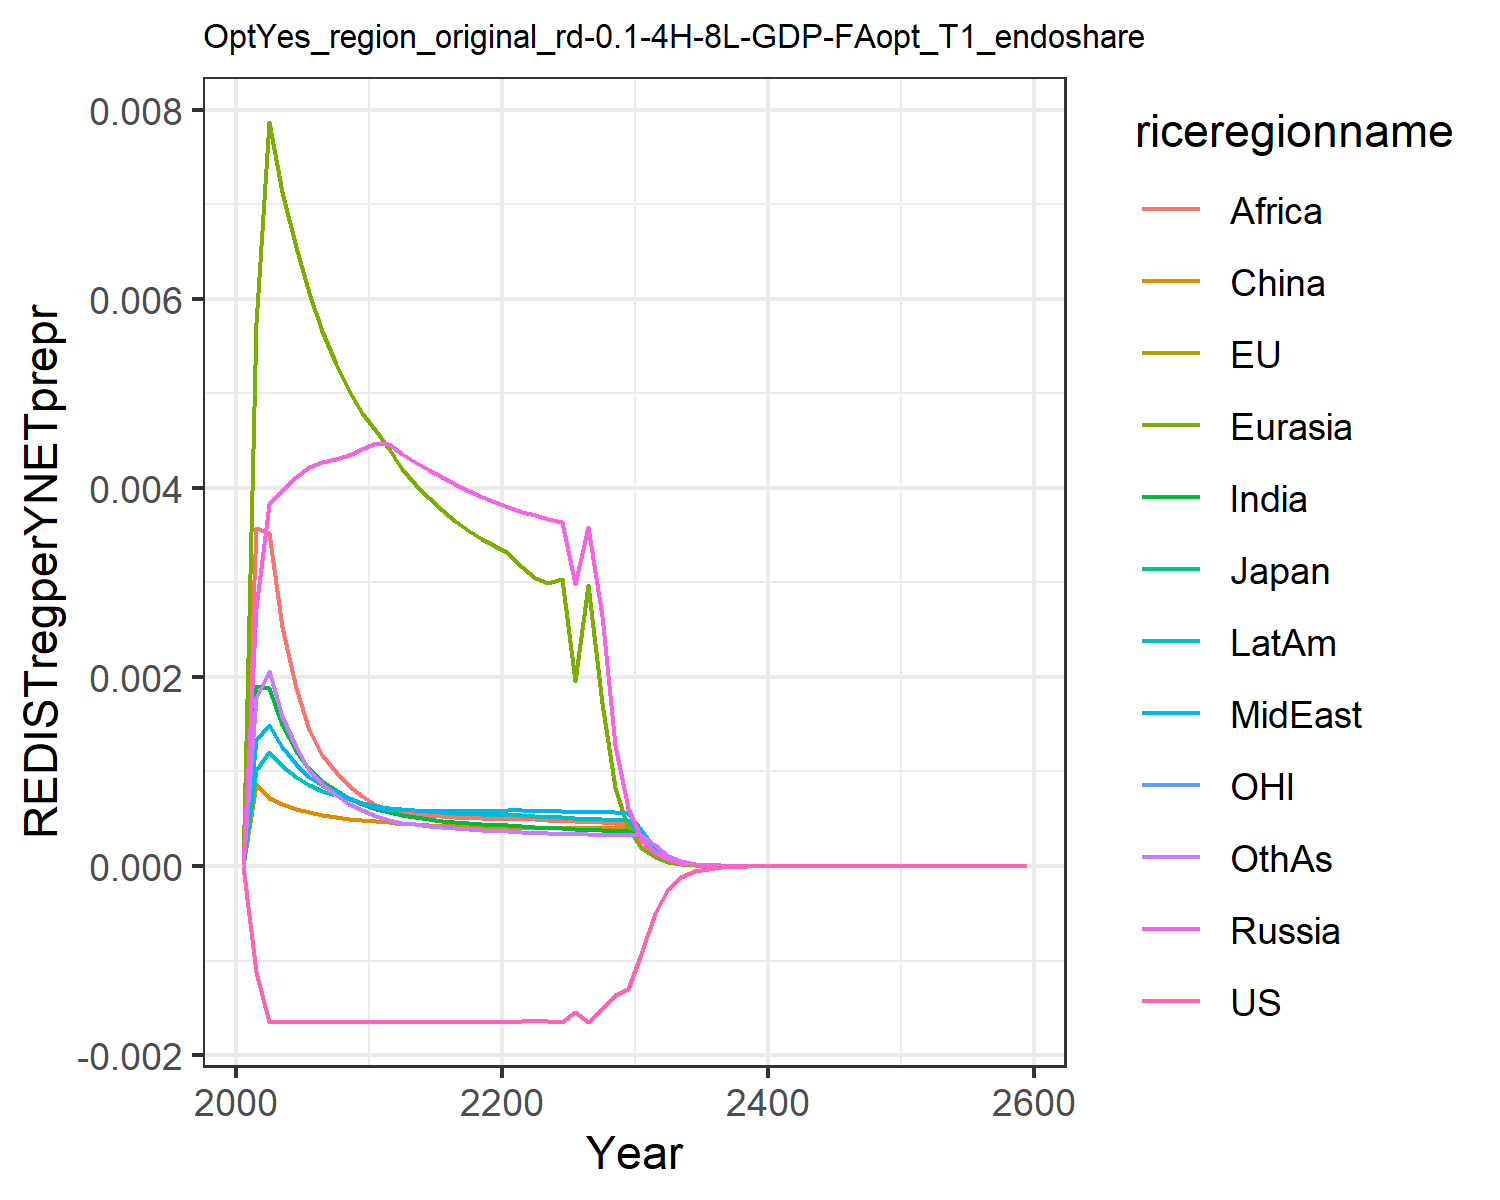 OptYes_region_original_rd-0.1-4H-8L-GDP-FAopt_T1_endoshare
REDISTregperYNETprepr
0.008
0.006
0.004
0.002
0.000
-0.002
2000 2200 2400 2600
Year
riceregionname
Africa
China
EU
Eurasia
India
Japan
LatAm
MidEast
OHI
OthAs
Russia
US